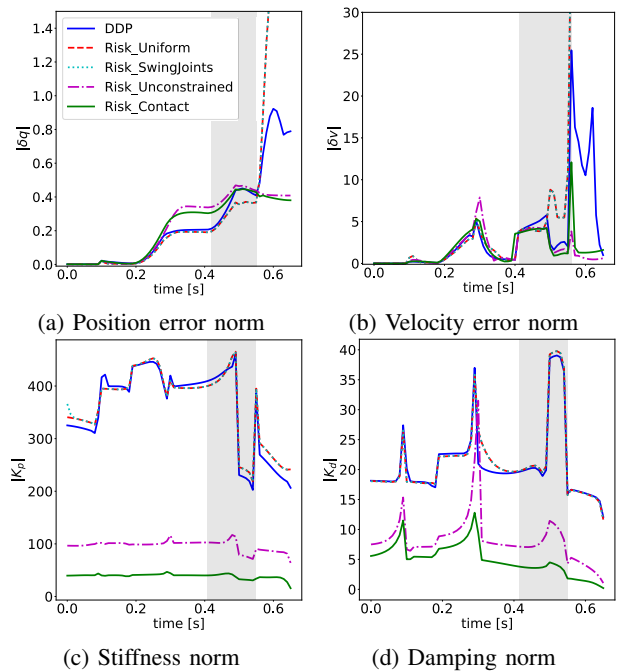 1.4
1.2
1.0
0.8
0.6
0.4
0.2
0.0
|δq|
DDP
Risk_Uniform
Risk_SwingJoints
Risk_Unconstrained
Risk_Contact
0.0 0.2 0.4 0.6
time [s]
(a) Position error norm
30
25
20
15
10
5
0
|δv|
0.0 0.2 0.4 0.6
time [s]
(b) Velocity error norm
400
300
200
100
0
|Kp|
0.0 0.2 0.4 0.6
time [s]
(c) Stiffness norm
40
35
30
25
20
15
10
5
0
|Kd|
0.0 0.2 0.4 0.6
time [s]
(d) Damping norm